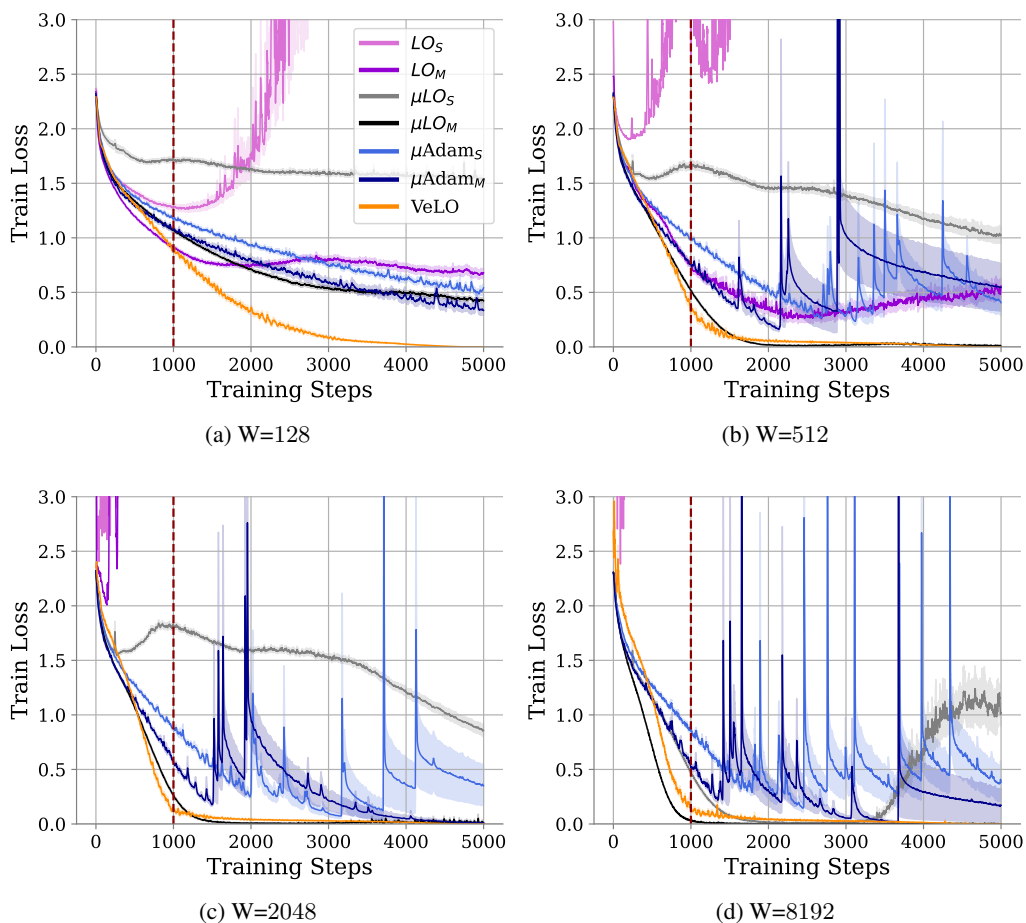 3.0
2.5
2.0
1.5
1.0
0.5
0.0
Train Loss
0 1000 2000 3000 4000 5000
Training Steps
LO_S
LO_M
μLO_S
μLO_M
μAdam_S
μAdam_M
VeLO
(a) W=128
3.0
2.5
2.0
1.5
1.0
0.5
0.0
Train Loss
0 1000 2000 3000 4000 5000
Training Steps
(b) W=512
3.0
2.5
2.0
1.5
1.0
0.5
0.0
Train Loss
0 1000 2000 3000 4000 5000
Training Steps
(c) W=2048
3.0
2.5
2.0
1.5
1.0
0.5
0.0
Train Loss
0 1000 2000 3000 4000 5000
Training Steps
(d) W=8192